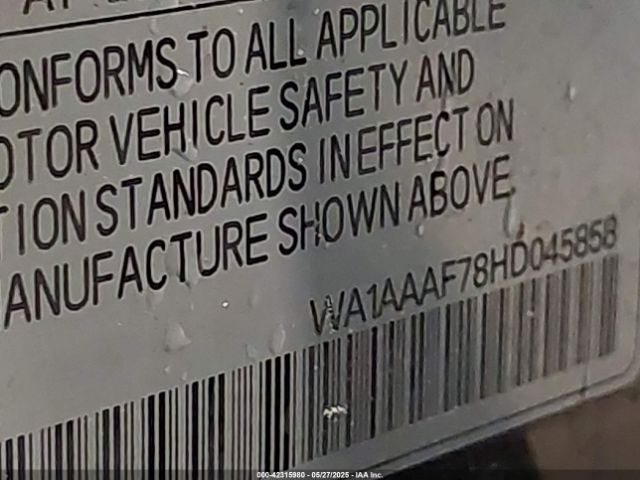 ONFORMS TO ALL APPLICABLE
OTOR VEHICLE SAFETY AND
TION STANDARDS IN EFFECT ON
ANUFACTURE SHOWN ABOVE.
WA1AAAF78HD045858
000-42315980 - 05/27/2025 - IAA Inc.